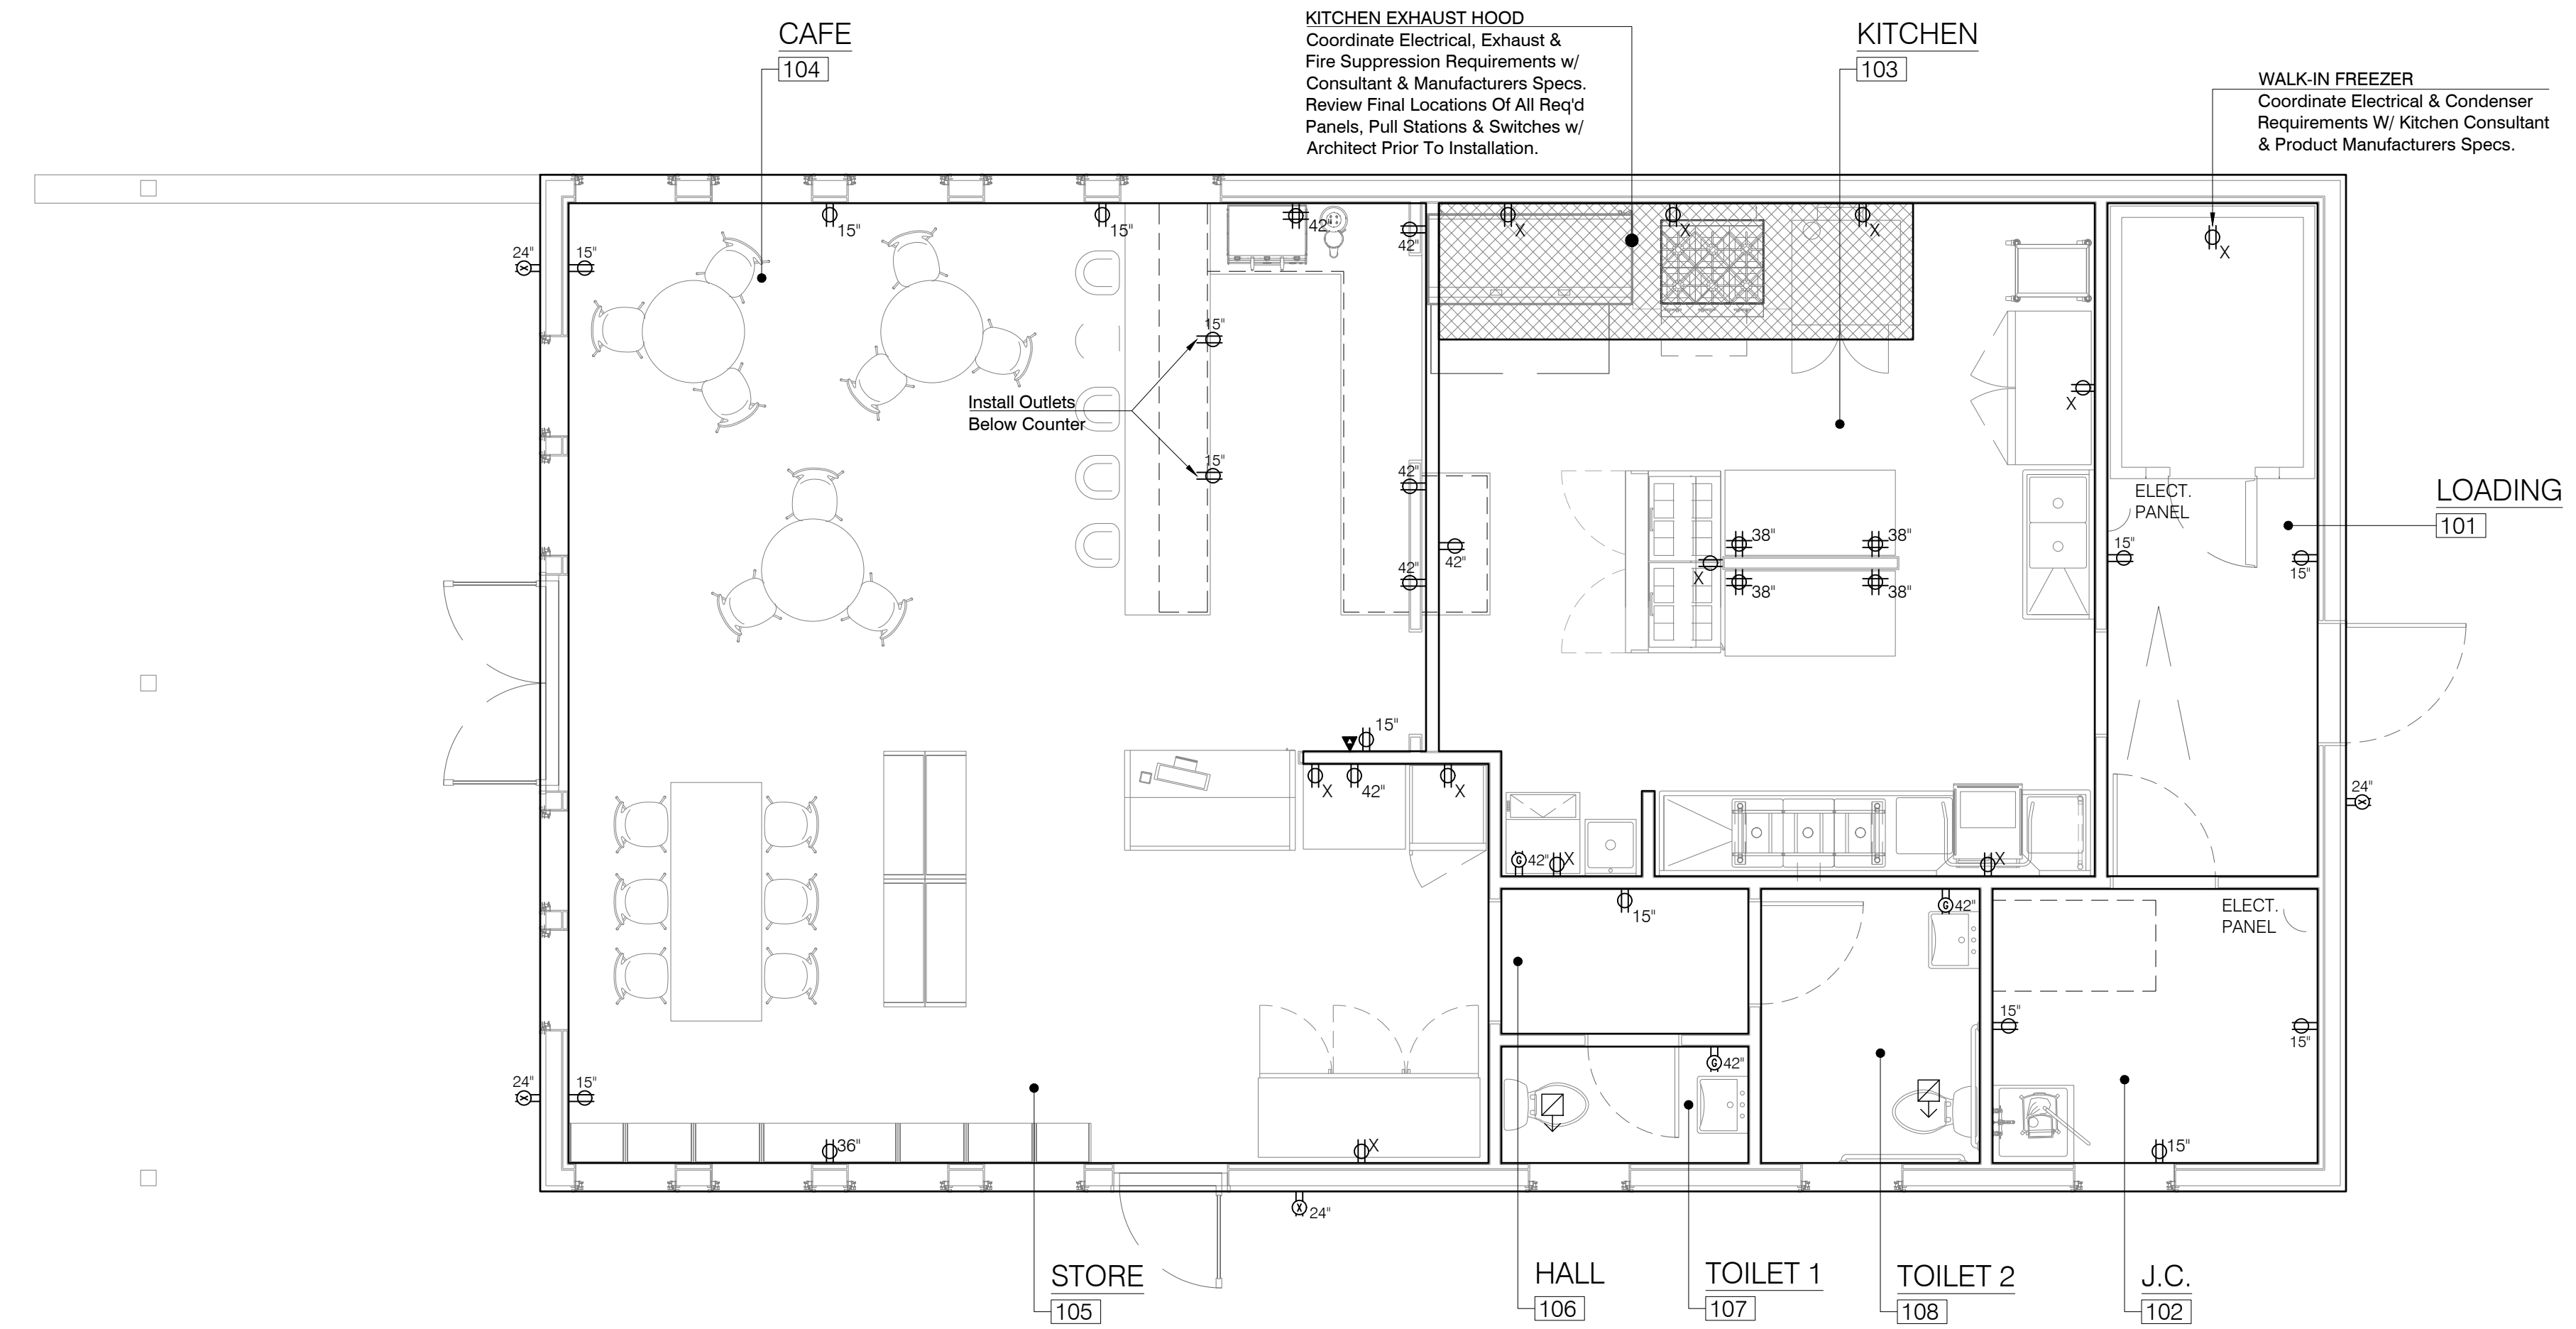 CAFE
104
KITCHEN EXHAUST HOOD
Coordinate Electrical, Exhaust &
Fire Suppression Requirements w/
Consultant & Manufacturers Specs.
Review Final Locations Of All Req'd
Panels, Pull Stations & Switches w/
Architect Prior To Installation.
KITCHEN
103
WALK-IN FREEZER
Coordinate Electrical & Condenser
Requirements W/ Kitchen Consultant
& Product Manufacturers Specs.
15"
15"
42"
42"
X
X
X
24"
X
15"
X
15"
Install Outlets
Below Counter
15"
X
42"
42"
42"
38"
38"
X
38"
38"
ELECT.
PANEL
15"
15"
LOADING
101
15"
X
42"
X
24"
X
G
42"
X
X
15"
G
42"
ELECT.
PANEL
15"
15"
G
42"
24"
X
15"
36"
X
15"
X
24"
STORE
105
HALL
106
TOILET 1
107
TOILET 2
108
J.C.
102